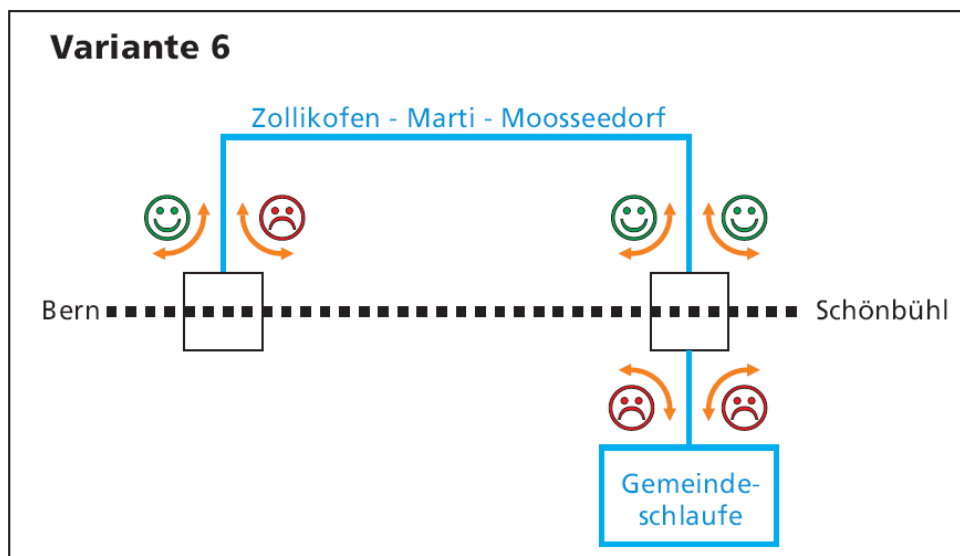 Variante 6
Zollikofen - Marti - Moosseedorf
Bern
Schönbühl
Gemeinde-
schlaufe